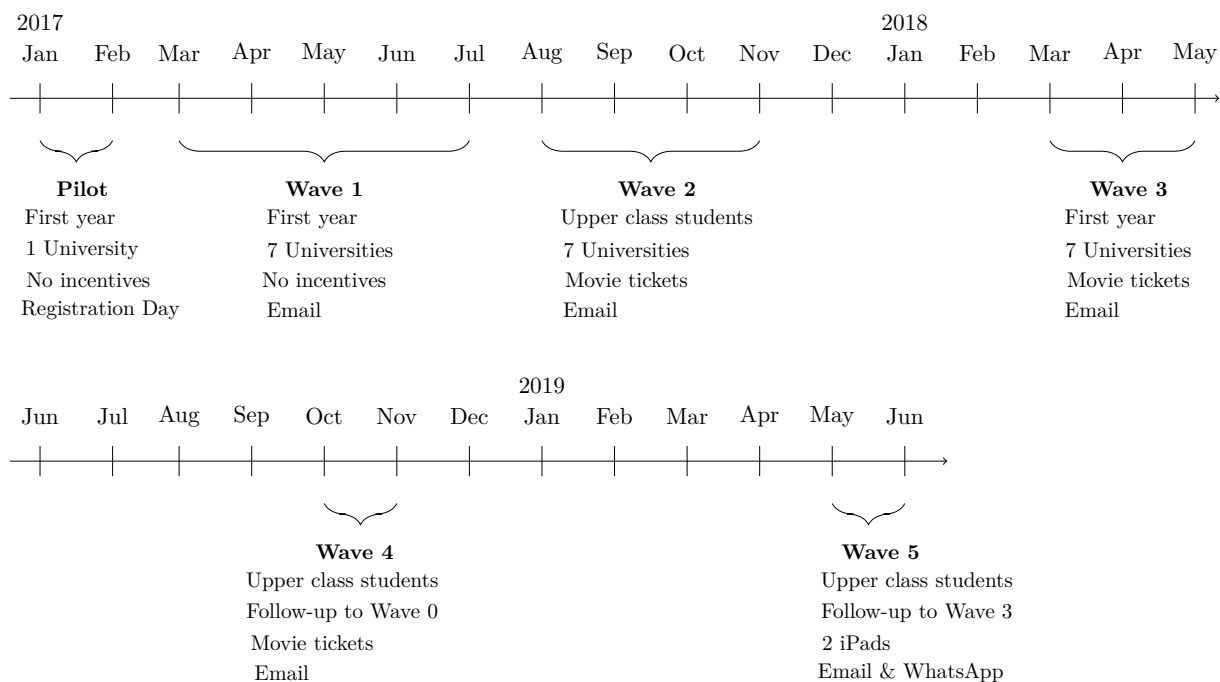 2017 2018
Jan Feb Mar Apr May Jun Jul Aug Sep Oct Nov Dec Jan Feb Mar Apr May
Pilot Wave 1 Wave 2 Wave 3
First year First year Upper class students First year
1 University 7 Universities 7 Universities 7 Universities
No incentives No incentives Movie tickets Movie tickets
Registration Day Email Email Email
2019
Jun Jul Aug Sep Oct Nov Dec Jan Feb Mar Apr May Jun
Wave 4 Wave 5
Upper class students Upper class students
Follow-up to Wave 0 Follow-up to Wave 3
Movie tickets 2 iPads
Email Email & WhatsApp